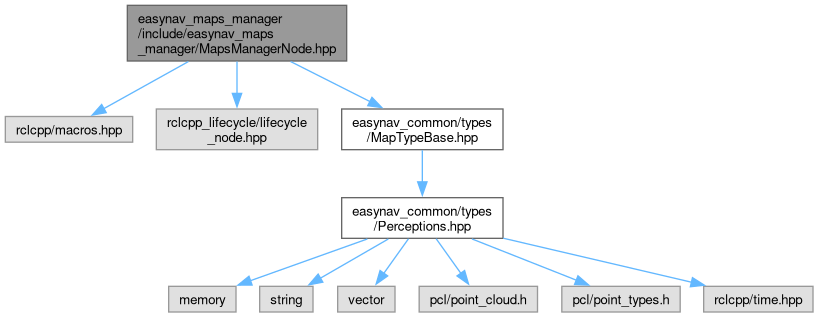 easynav_maps_manager
/include/easynav_maps
_manager/MapsManagerNode.hpp
rclcpp/macros.hpp
rclcpp_lifecycle/lifecycle
_node.hpp
easynav_common/types
/MapTypeBase.hpp
easynav_common/types
/Perceptions.hpp
memory
string
vector
pcl/point_cloud.h
pcl/point_types.h
rclcpp/time.hpp